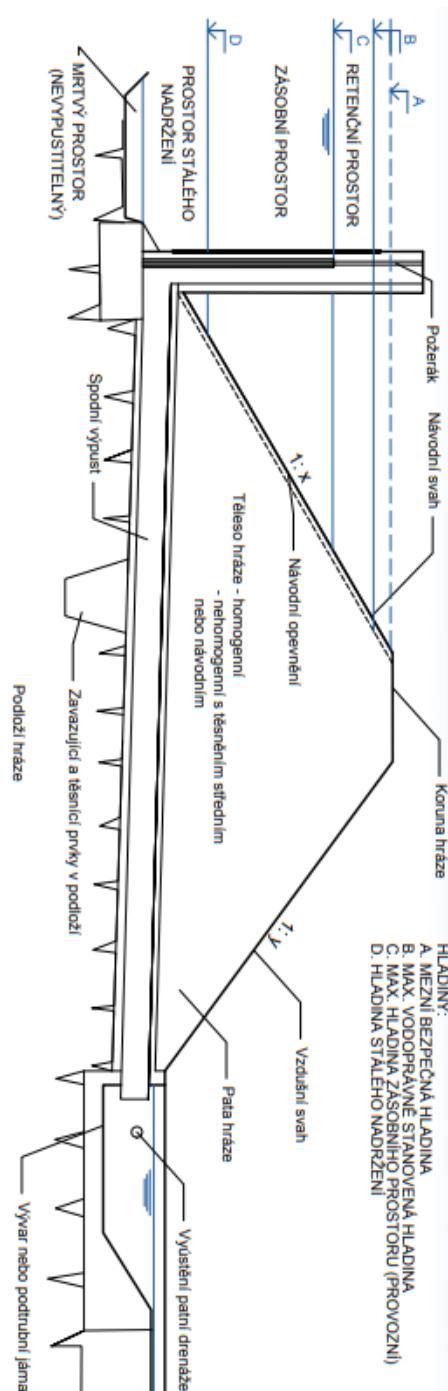 HLADINY:
A. MEZNÍ BEZPEČNÁ HLADINA
B. MAX. VODOPRÁVNĚ STANOVENÁ HLADINA
C. MAX. HLADINA ZÁSOBNÍHO PROSTORU (PROVOZNÍ)
D. HLADINA STÁLÉHO NADRŽENÍ
A
B
C
D
RETENČNÍ PROSTOR
ZÁSOBNÍ PROSTOR
PROSTOR STÁLÉHO
NADRŽENÍ
MRTVÝ PROSTOR
(NEVYPUSTITELNÝ)
Požerák
Návodní svah
Koruna hráze
1: X
Návodní opevnění
Těleso hráze - homogenní
- nehomogenní s těsněním středním
nebo návodním
1: y
Vzdušní svah
Pata hráze
Vyústění patní drenáže
Spodní výpust
Zavazující a těsnící prvky v podloží
Podloží hráze
Vývar nebo podtrubní jáma